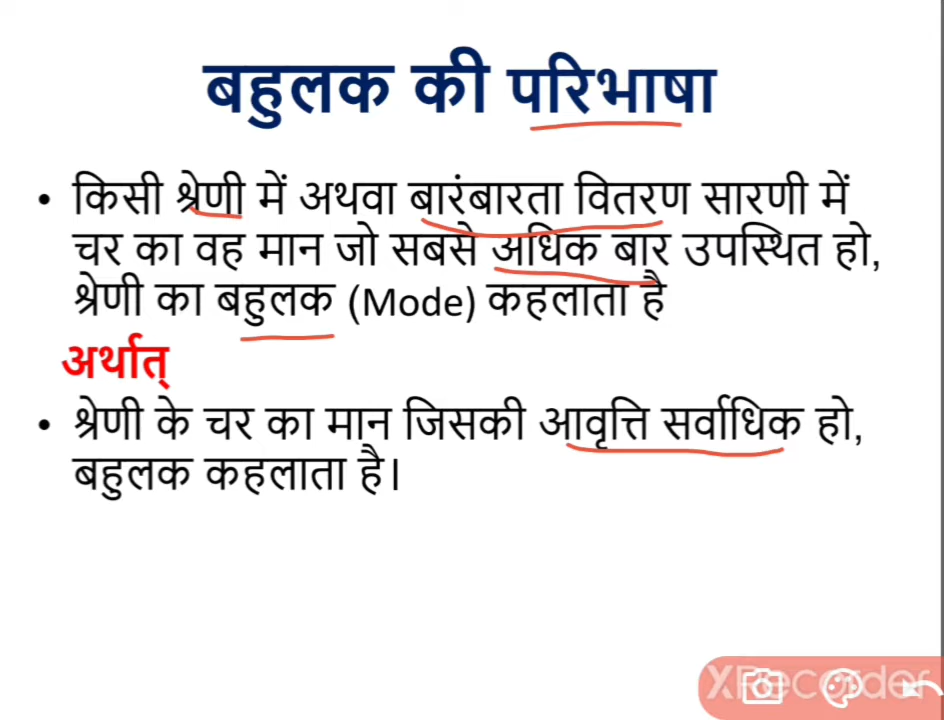 बहुलक की परिभाषा
• किसी श्रेणी में अथवा बारंबारता वितरण सारणी में
चर का वह मान जो सबसे अधिक बार उपस्थित हो,
श्रेणी का बहुलक (Mode) कहलाता है
अर्थात्
• श्रेणी के चर का मान जिसकी आवृत्ति सर्वाधिक हो,
बहुलक कहलाता है।
XRecorder